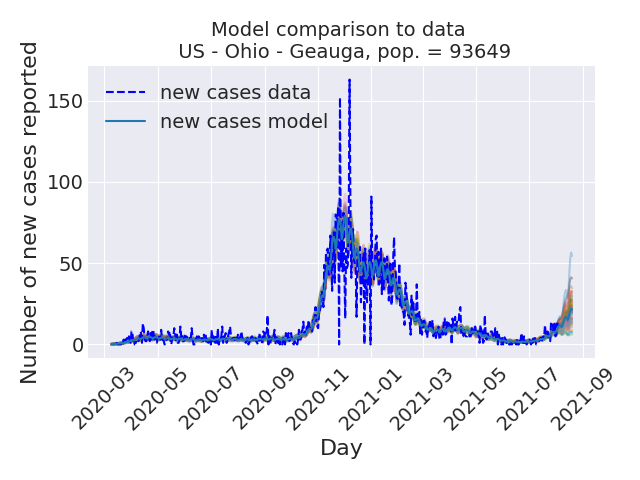 Model comparison to data
US - Ohio - Geauga, pop. = 93649
Number of new cases reported
150
100
50
0
new cases data
new cases model
2020-03
2020-05
2020-07
2020-09
2020-11
2021-01
2021-03
2021-05
2021-07
2021-09
Day